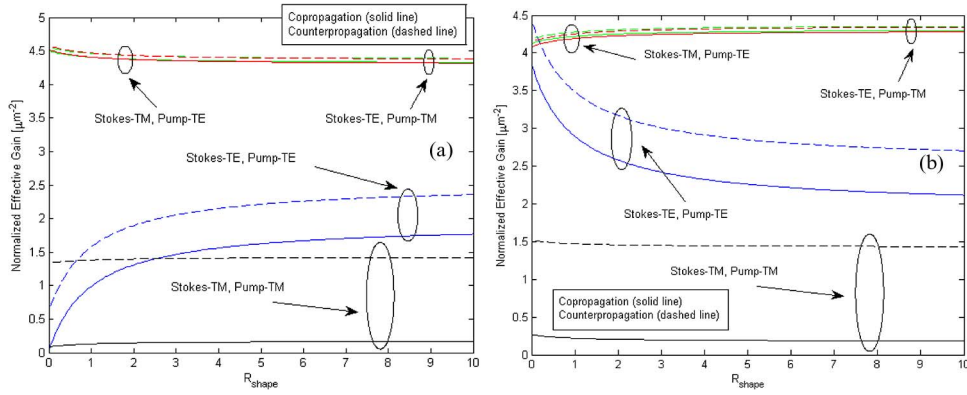 Copropagation (solid line)
Counterpropagation (dashed line)
Stokes-TM, Pump-TE
Stokes-TE, Pump-TM
(a)
Stokes-TE, Pump-TE
Stokes-TM, Pump-TM
Normalized Effective Gain [μm⁻²]
5
4.5
4
3.5
3
2.5
2
1.5
1
0.5
0
0 1 2 3 4 5 6 7 8 9 10
R_shape
Stokes-TM, Pump-TE
Stokes-TE, Pump-TM
(b)
Stokes-TE, Pump-TE
Stokes-TM, Pump-TM
Copropagation (solid line)
Counterpropagation (dashed line)
Normalized Effective Gain [μm⁻²]
4.5
4
3.5
3
2.5
2
1.5
1
0.5
0
0 1 2 3 4 5 6 7 8 9 10
R_shape